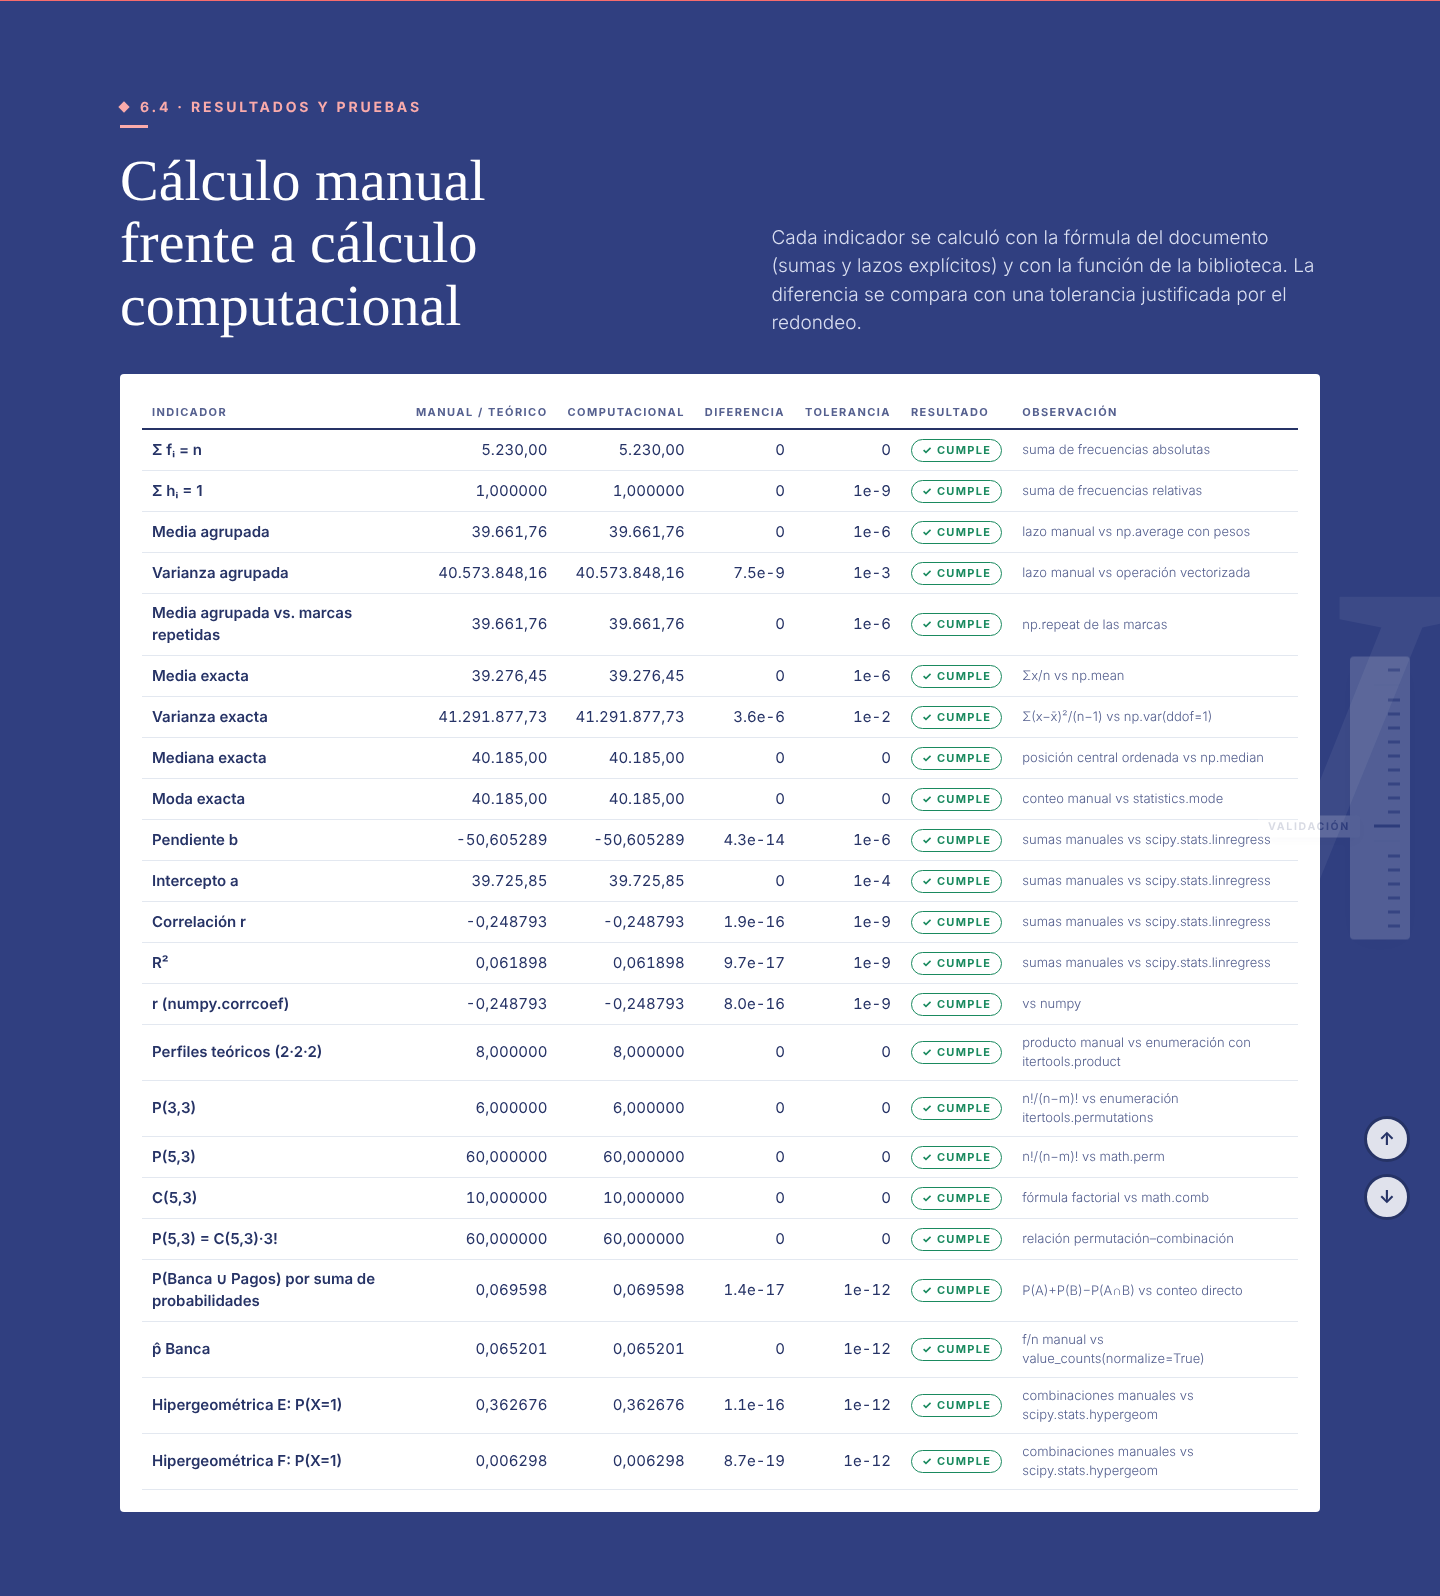 ◆ 6.4 · RESULTADOS Y PRUEBAS
Cálculo manual
frente a cálculo
computacional
Cada indicador se calculó con la fórmula del documento
(sumas y lazos explícitos) y con la función de la biblioteca. La
diferencia se compara con una tolerancia justificada por el
redondeo.
INDICADOR MANUAL / TEÓRICO COMPUTACIONAL DIFERENCIA TOLERANCIA RESULTADO OBSERVACIÓN
Σ fᵢ = n 5.230,00 5.230,00 0 0 ✓ CUMPLE suma de frecuencias absolutas
Σ hᵢ = 1 1,000000 1,000000 0 1e-9 ✓ CUMPLE suma de frecuencias relativas
Media agrupada 39.661,76 39.661,76 0 1e-6 ✓ CUMPLE lazo manual vs np.average con pesos
Varianza agrupada 40.573.848,16 40.573.848,16 7.5e-9 1e-3 ✓ CUMPLE lazo manual vs operación vectorizada
Media agrupada vs. marcas
repetidas 39.661,76 39.661,76 0 1e-6 ✓ CUMPLE np.repeat de las marcas
Media exacta 39.276,45 39.276,45 0 1e-6 ✓ CUMPLE Σx/n vs np.mean
Varianza exacta 41.291.877,73 41.291.877,73 3.6e-6 1e-2 ✓ CUMPLE Σ(x−x̄)²/(n−1) vs np.var(ddof=1)
Mediana exacta 40.185,00 40.185,00 0 0 ✓ CUMPLE posición central ordenada vs np.median
Moda exacta 40.185,00 40.185,00 0 0 ✓ CUMPLE conteo manual vs statistics.mode
VALIDACIÓN
Pendiente b -50,605289 -50,605289 4.3e-14 1e-6 ✓ CUMPLE sumas manuales vs scipy.stats.linregress
Intercepto a 39.725,85 39.725,85 0 1e-4 ✓ CUMPLE sumas manuales vs scipy.stats.linregress
Correlación r -0,248793 -0,248793 1.9e-16 1e-9 ✓ CUMPLE sumas manuales vs scipy.stats.linregress
R² 0,061898 0,061898 9.7e-17 1e-9 ✓ CUMPLE sumas manuales vs scipy.stats.linregress
r (numpy.corrcoef) -0,248793 -0,248793 8.0e-16 1e-9 ✓ CUMPLE vs numpy
Perfiles teóricos (2·2·2) 8,000000 8,000000 0 0 ✓ CUMPLE producto manual vs enumeración con
itertools.product
P(3,3) 6,000000 6,000000 0 0 ✓ CUMPLE n!/(n−m)! vs enumeración
itertools.permutations
P(5,3) 60,000000 60,000000 0 0 ✓ CUMPLE n!/(n−m)! vs math.perm
C(5,3) 10,000000 10,000000 0 0 ✓ CUMPLE fórmula factorial vs math.comb
P(5,3) = C(5,3)·3! 60,000000 60,000000 0 0 ✓ CUMPLE relación permutación–combinación
P(Banca ∪ Pagos) por suma de
probabilidades 0,069598 0,069598 1.4e-17 1e-12 ✓ CUMPLE P(A)+P(B)−P(A∩B) vs conteo directo
p̂ Banca 0,065201 0,065201 0 1e-12 ✓ CUMPLE f/n manual vs
value_counts(normalize=True)
Hipergeométrica E: P(X=1) 0,362676 0,362676 1.1e-16 1e-12 ✓ CUMPLE combinaciones manuales vs
scipy.stats.hypergeom
Hipergeométrica F: P(X=1) 0,006298 0,006298 8.7e-19 1e-12 ✓ CUMPLE combinaciones manuales vs
scipy.stats.hypergeom